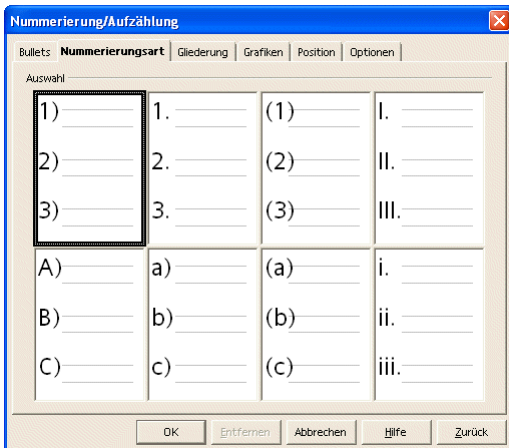 Nummerierung/Aufzählung
Bullets Nummerierungsart Gliederung Grafiken Position Optionen
Auswahl
1) 1. (1) I.
2) 2. (2) II.
3) 3. (3) III.
A) a) (a) i.
B) b) (b) ii.
C) c) (c) iii.
OK Entfernen Abbrechen Hilfe Zurück